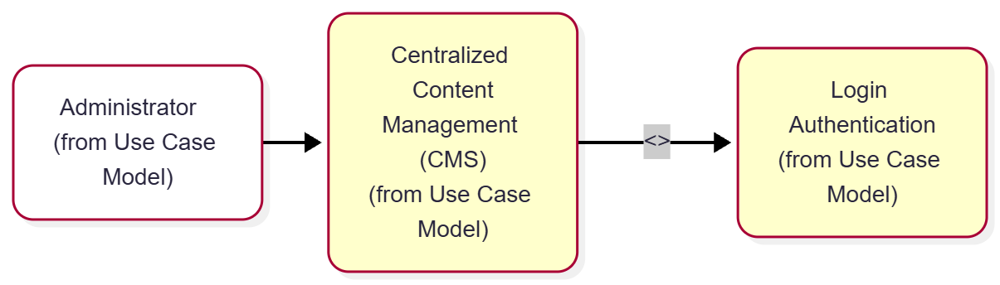 Administrator
(from Use Case
Model)
Centralized
Content
Management
(CMS)
(from Use Case
Model)
<>
Login
Authentication
(from Use Case
Model)